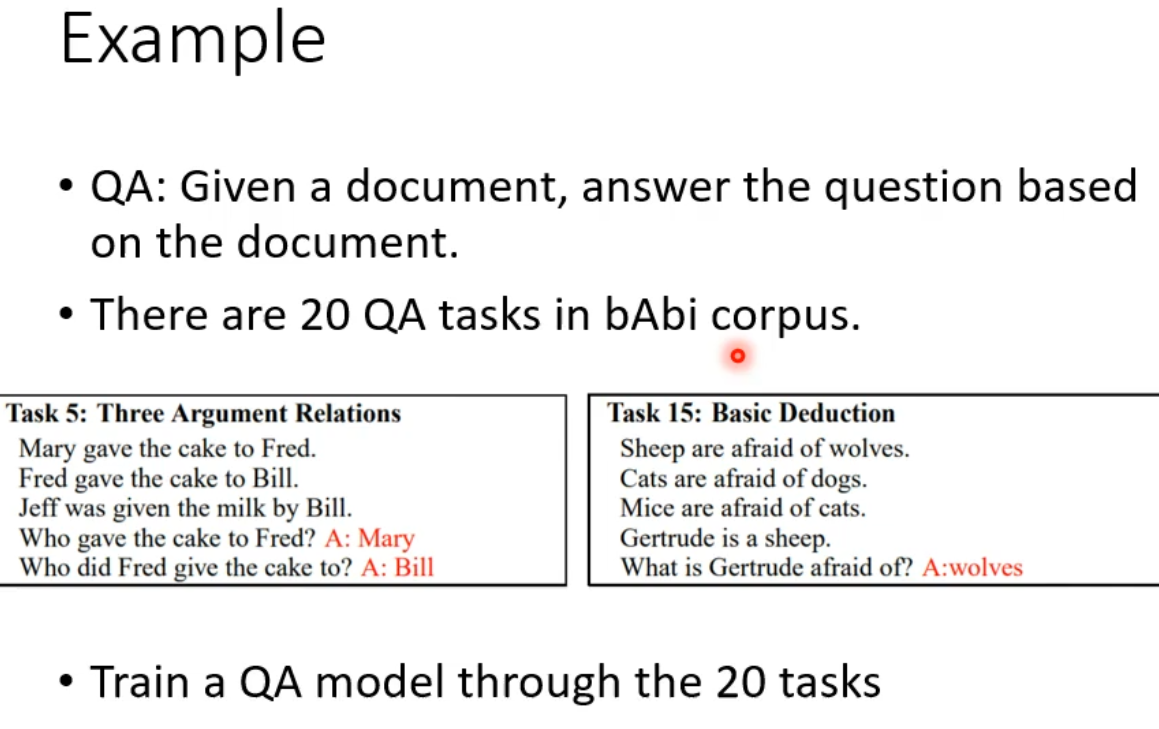 Example
• QA: Given a document, answer the question based
on the document.
• There are 20 QA tasks in bAbi corpus.
Task 5: Three Argument Relations
Mary gave the cake to Fred.
Fred gave the cake to Bill.
Jeff was given the milk by Bill.
Who gave the cake to Fred? A: Mary
Who did Fred give the cake to? A: Bill
Task 15: Basic Deduction
Sheep are afraid of wolves.
Cats are afraid of dogs.
Mice are afraid of cats.
Gertrude is a sheep.
What is Gertrude afraid of? A:wolves
• Train a QA model through the 20 tasks